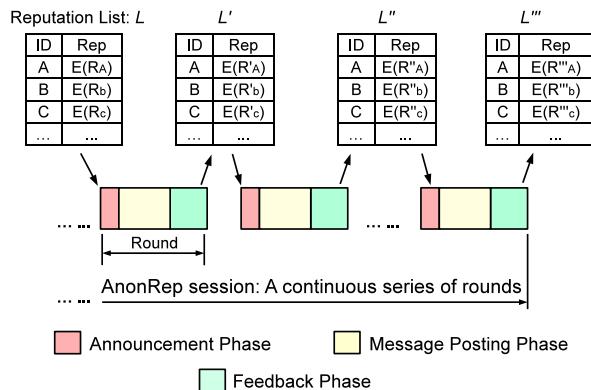 Reputation List: L L' L'' L'''
ID Rep ID Rep ID Rep ID Rep
A E(RA) A E(R'A) A E(R''A) A E(R'''A)
B E(Rb) B E(R'b) B E(R''b) B E(R'''b)
C E(Rc) C E(R'c) C E(R''c) C E(R'''c)
... ... ... ... ... ... ... ...
... ... ... ...
Round
... ... AnonRep session: A continuous series of rounds
Announcement Phase Message Posting Phase
Feedback Phase